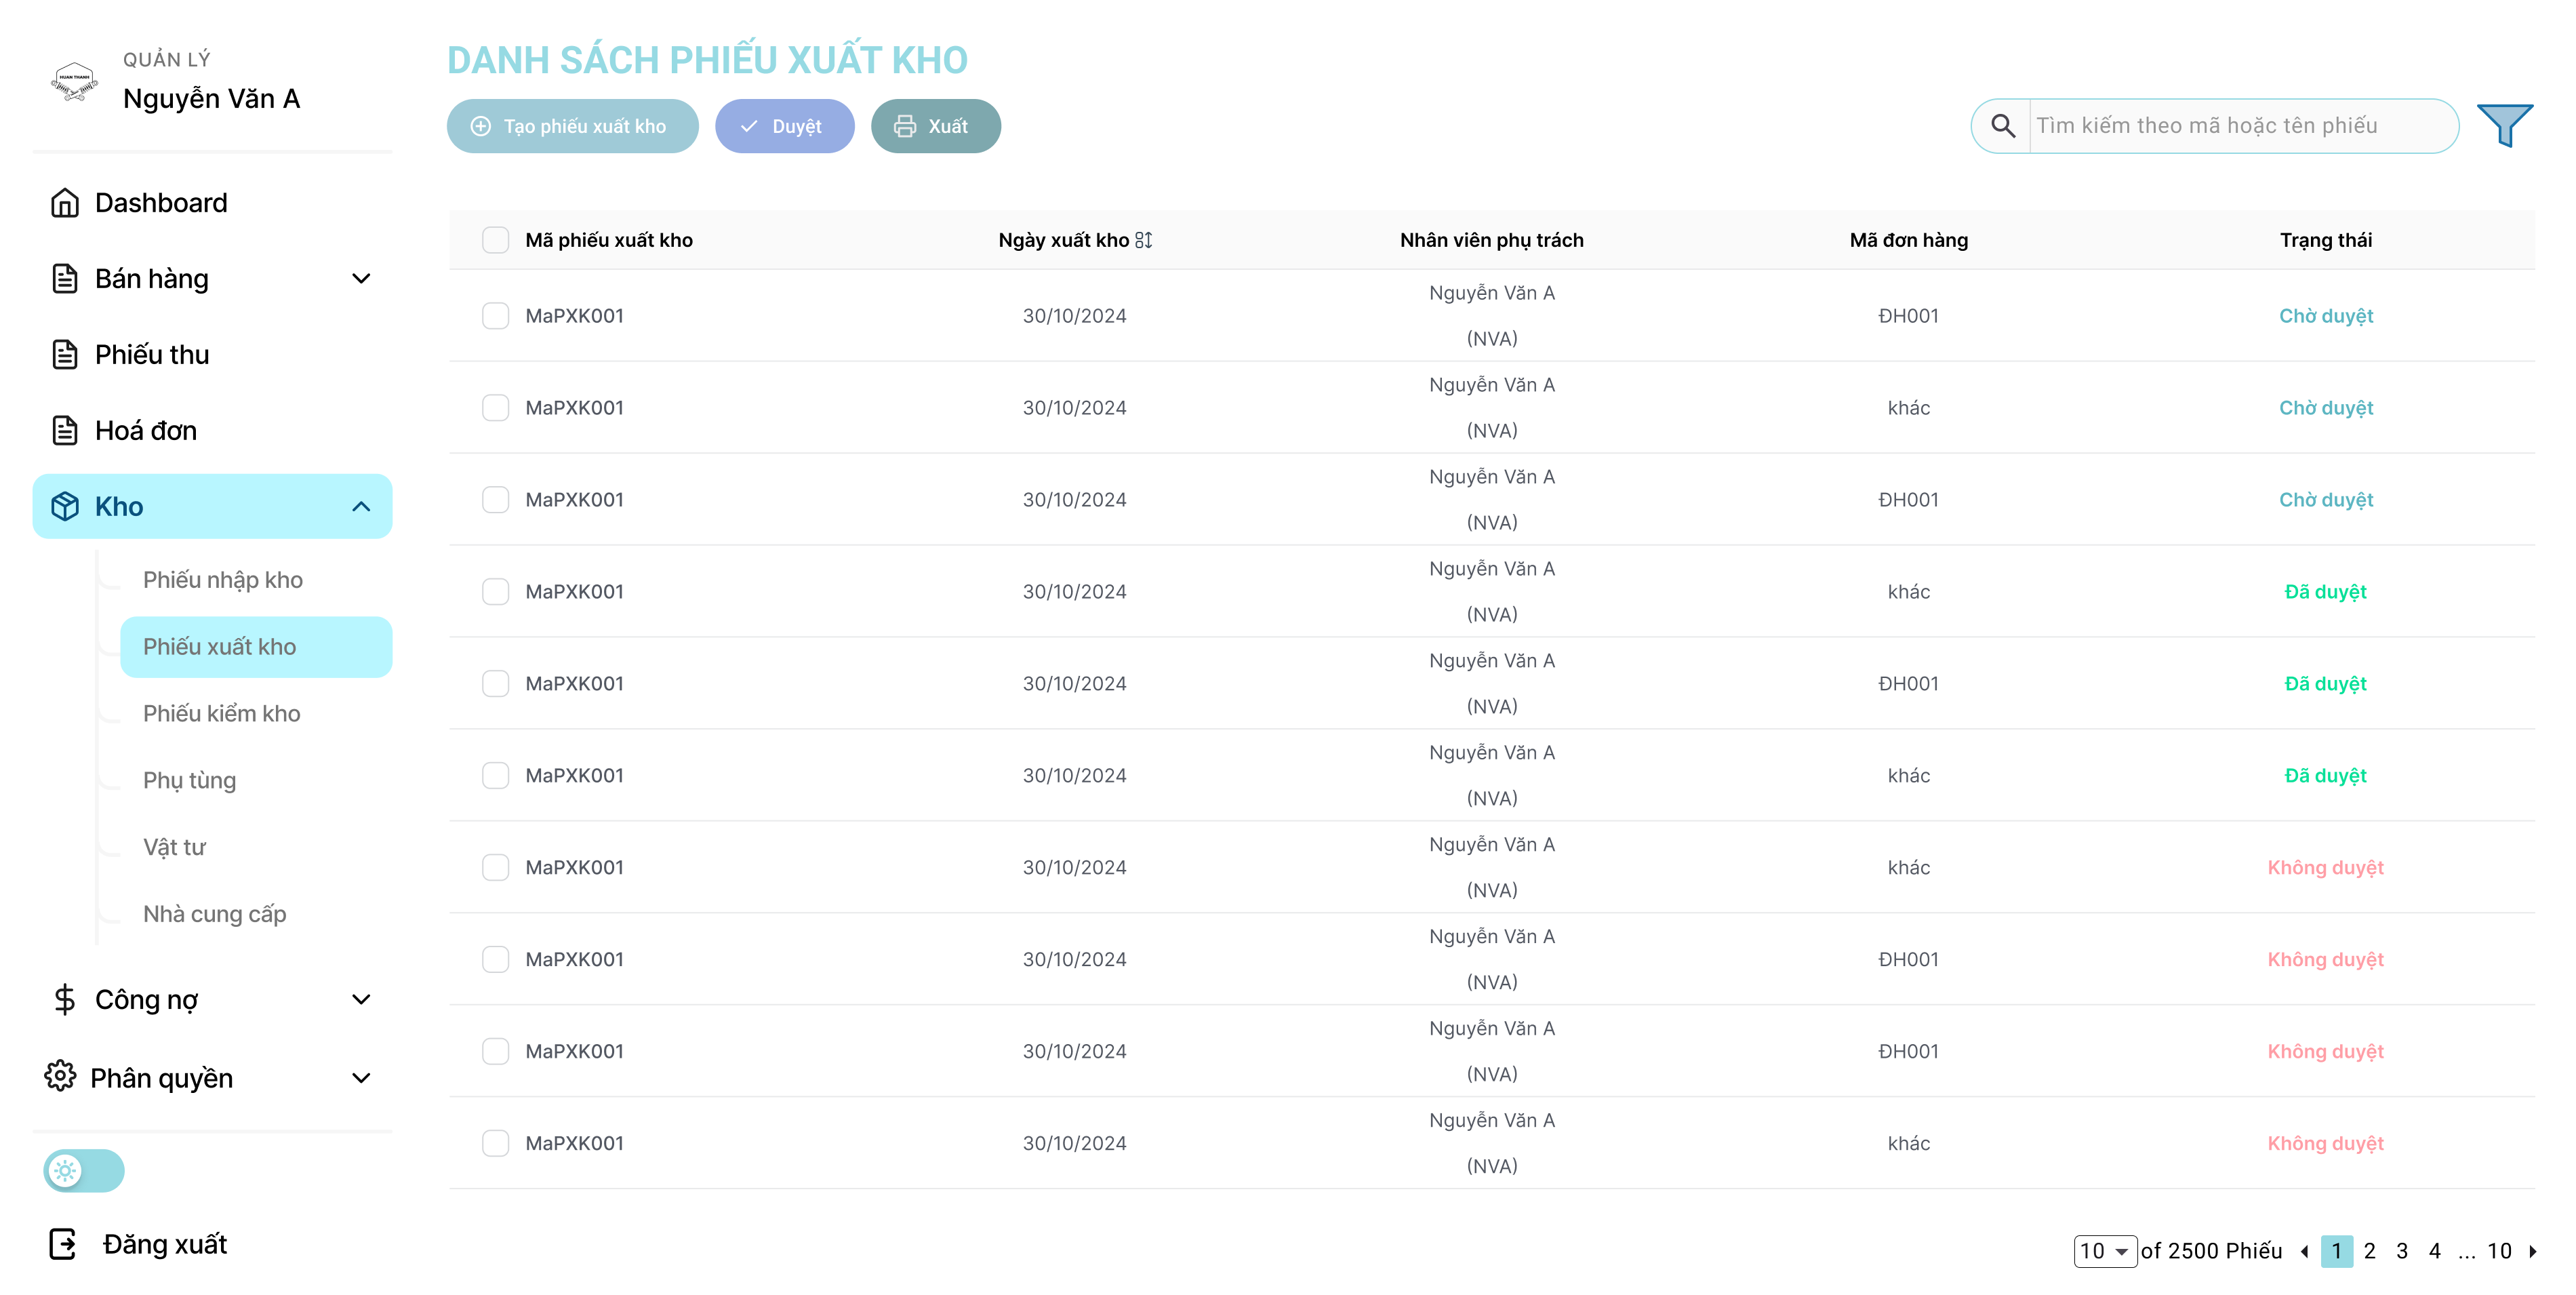 HUAN THANH
QUẢN LÝ
Nguyễn Văn A
Dashboard
Bán hàng
Phiếu thu
Hoá đơn
Kho
Phiếu nhập kho
Phiếu xuất kho
Phiếu kiểm kho
Phụ tùng
Vật tư
Nhà cung cấp
Công nợ
Phân quyền
Đăng xuất
DANH SÁCH PHIẾU XUẤT KHO
Tạo phiếu xuất kho Duyệt Xuất Tìm kiếm theo mã hoặc tên phiếu
Mã phiếu xuất kho Ngày xuất kho Nhân viên phụ trách Mã đơn hàng Trạng thái
Nguyễn Văn A
MaPXK001 30/10/2024 ĐH001 Chờ duyệt
(NVA)
Nguyễn Văn A
MaPXK001 30/10/2024 khác Chờ duyệt
(NVA)
Nguyễn Văn A
MaPXK001 30/10/2024 ĐH001 Chờ duyệt
(NVA)
Nguyễn Văn A
MaPXK001 30/10/2024 khác Đã duyệt
(NVA)
Nguyễn Văn A
MaPXK001 30/10/2024 ĐH001 Đã duyệt
(NVA)
Nguyễn Văn A
MaPXK001 30/10/2024 khác Đã duyệt
(NVA)
Nguyễn Văn A
MaPXK001 30/10/2024 khác Không duyệt
(NVA)
Nguyễn Văn A
MaPXK001 30/10/2024 ĐH001 Không duyệt
(NVA)
Nguyễn Văn A
MaPXK001 30/10/2024 ĐH001 Không duyệt
(NVA)
Nguyễn Văn A
MaPXK001 30/10/2024 khác Không duyệt
(NVA)
10 of 2500 Phiếu 1 2 3 4 ... 10